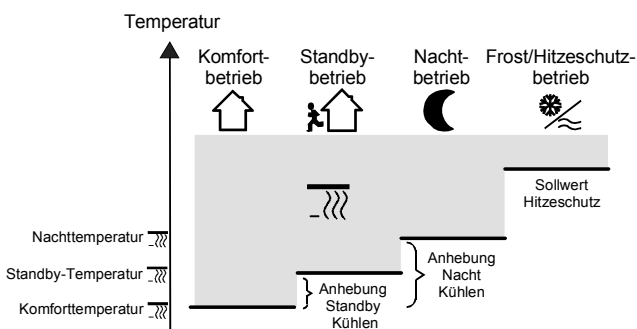 Temperatur
Komfort-
betrieb
Standby-
betrieb
Nacht-
betrieb
Frost/Hitzeschutz-
betrieb
Sollwert
Hitzeschutz
Nachttemperatur
Standby-Temperatur
Komforttemperatur
Anhebung
Standby
Kühlen
Anhebung
Nacht
Kühlen